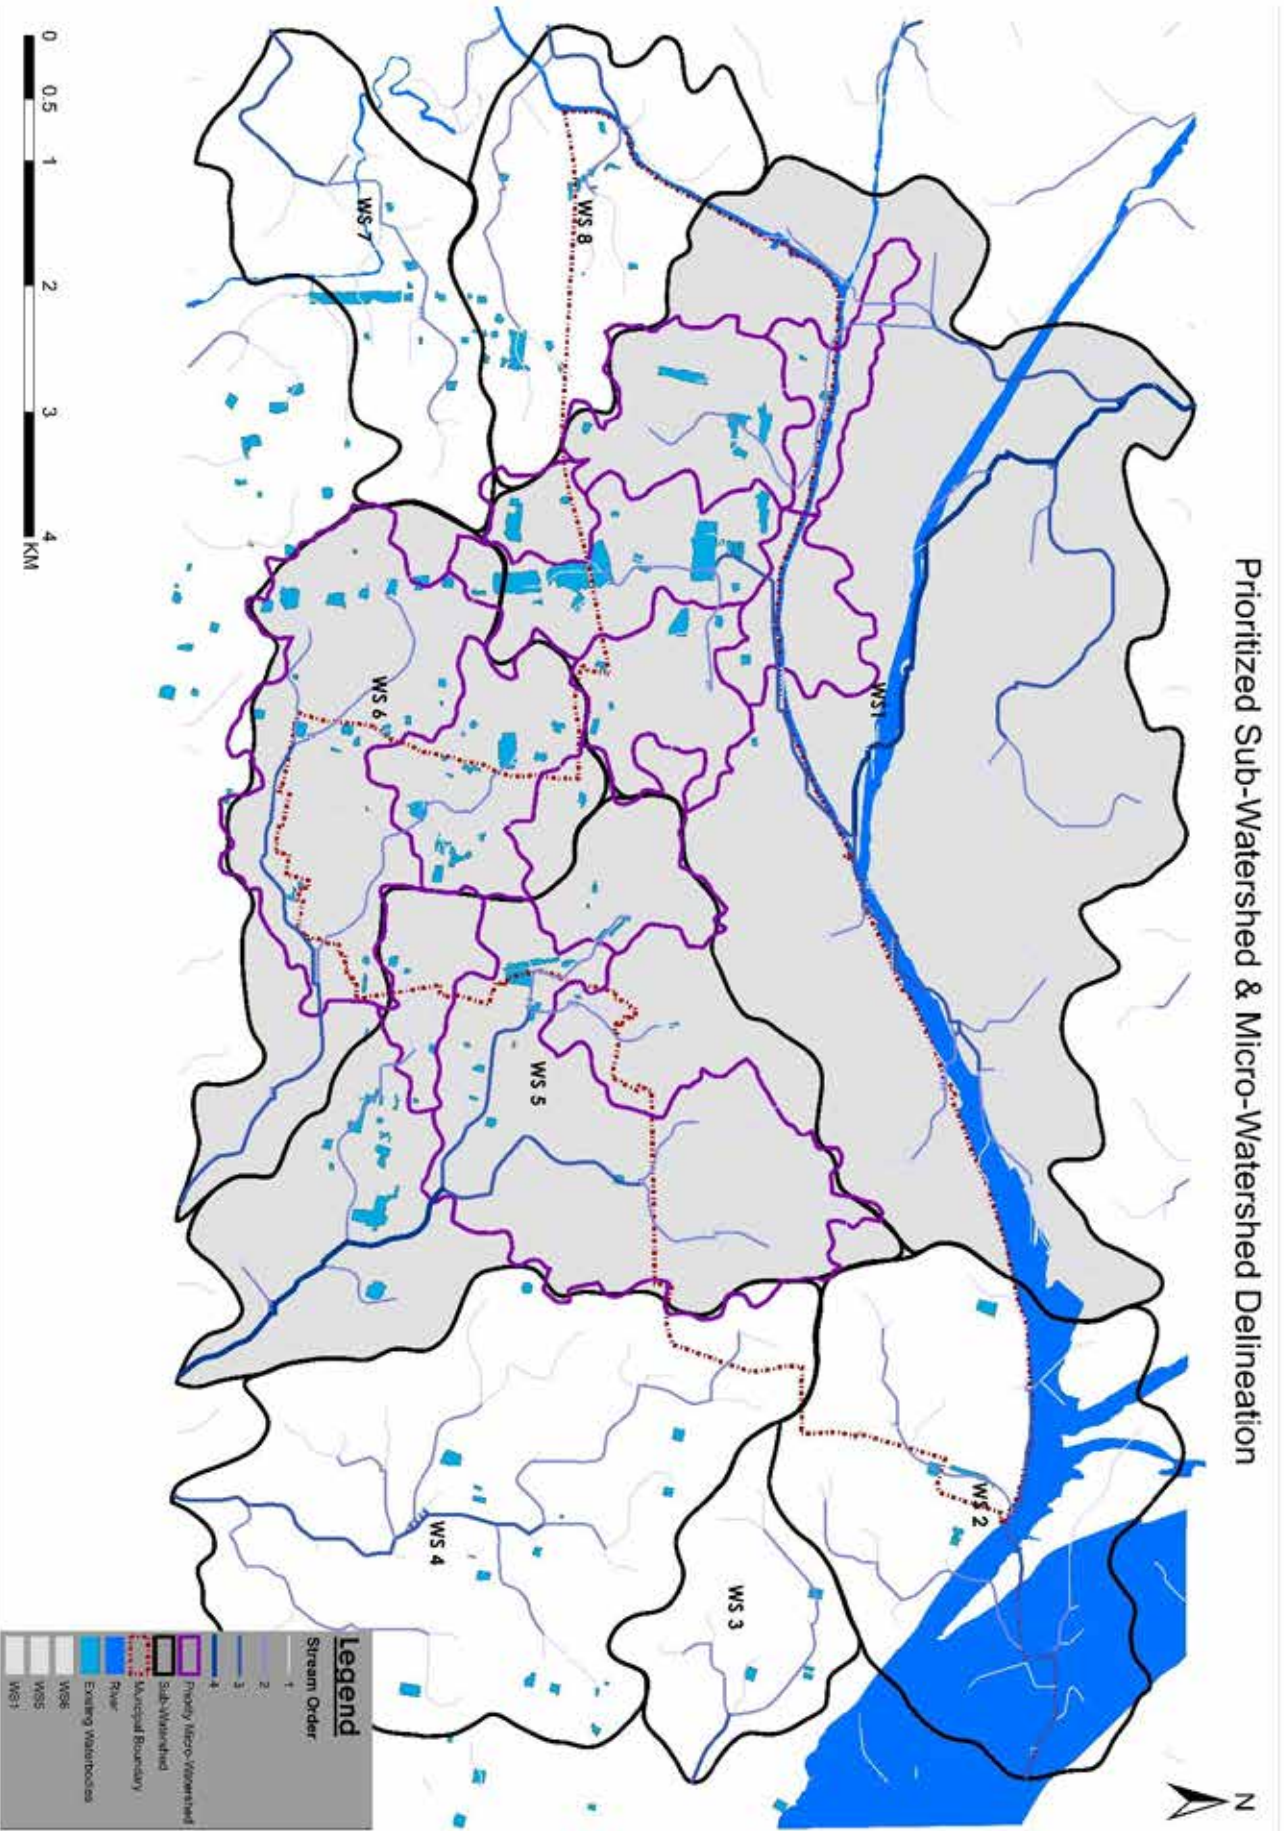 Prioritized Sub-Watershed & Micro-Watershed Delineation
N
WS 7
WS 8
WS1
WS 6
WS 5
WS 2
WS 3
WS 4
0 0.5 1 2 3 4
KM
Legend
Stream Order
1
2
3
4
Priority Micro-Watershed
Sub-Watershed
Municipal Boundary
River
Existing Waterbodies
WS6
WS5
WS1